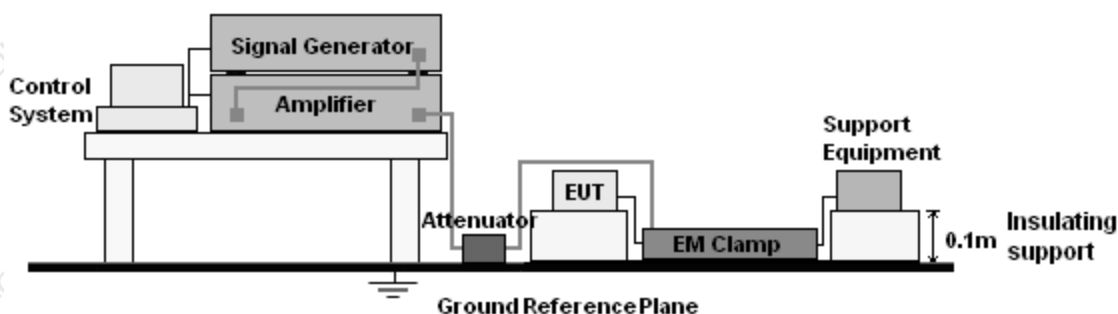 Signal Generator
Control
System
Amplifier
Support
Equipment
EUT
Attenuator
EM Clamp
0.1m
Insulating
support
Ground Reference Plane